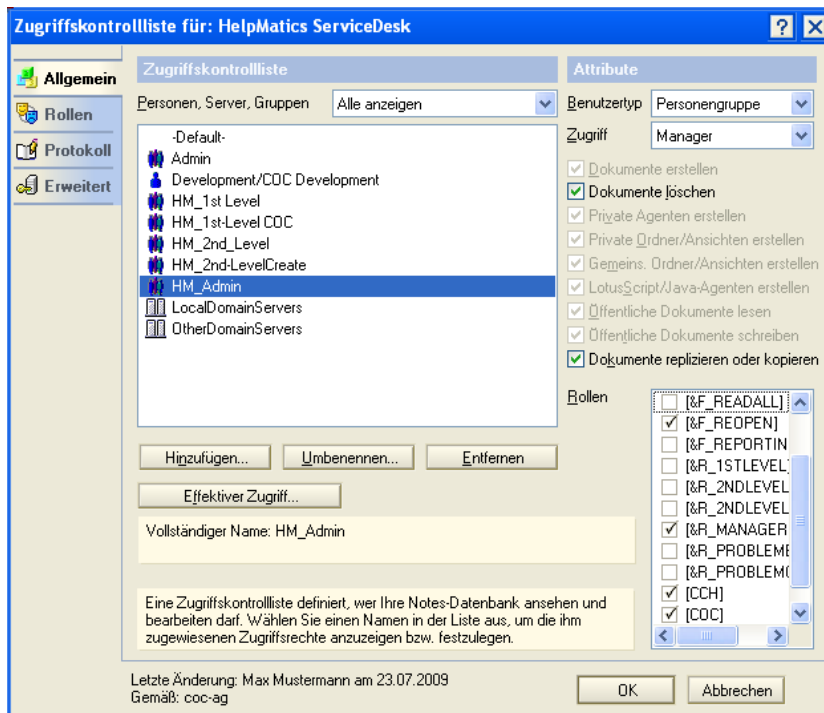 Zugriffskontrollliste für: HelpMatics ServiceDesk
Allgemein
Rollen
Protokoll
Erweitert
Zugriffskontrollliste
Personen, Server, Gruppen
Alle anzeigen
-Default-
Admin
Development/COC Development
HM_1st Level
HM_1st-Level COC
HM_2nd_Level
HM_2nd-LevelCreate
HM_Admin
LocalDomainServers
OtherDomainServers
Hinzufügen...
Umbenennen...
Entfernen
Effektiver Zugriff...
Vollständiger Name: HM_Admin
Eine Zugriffskontrollliste definiert, wer Ihre Notes-Datenbank ansehen und
bearbeiten darf. Wählen Sie einen Namen in der Liste aus, um die ihm
zugewiesenen Zugriffsrechte anzuzeigen bzw. festzulegen.
Attribute
Benutzertyp
Personengruppe
Zugriff
Manager
Dokumente erstellen
Dokumente löschen
Private Agenten erstellen
Private Ordner/Ansichten erstellen
Gemeins. Ordner/Ansichten erstellen
LotusScript/Java-Agenten erstellen
Öffentliche Dokumente lesen
Öffentliche Dokumente schreiben
Dokumente replizieren oder kopieren
Rollen
[&F_READALL]
[&F_REOPEN]
[&F_REPORTIN
[&R_1STLEVEL]
[&R_2NDLEVEL
[&R_2NDLEVEL
[&R_MANAGER
[&R_PROBLEME
[&R_PROBLEMO
[CCH]
[COC]
Letzte Änderung: Max Mustermann am 23.07.2009
Gemäß: coc-ag
OK
Abbrechen